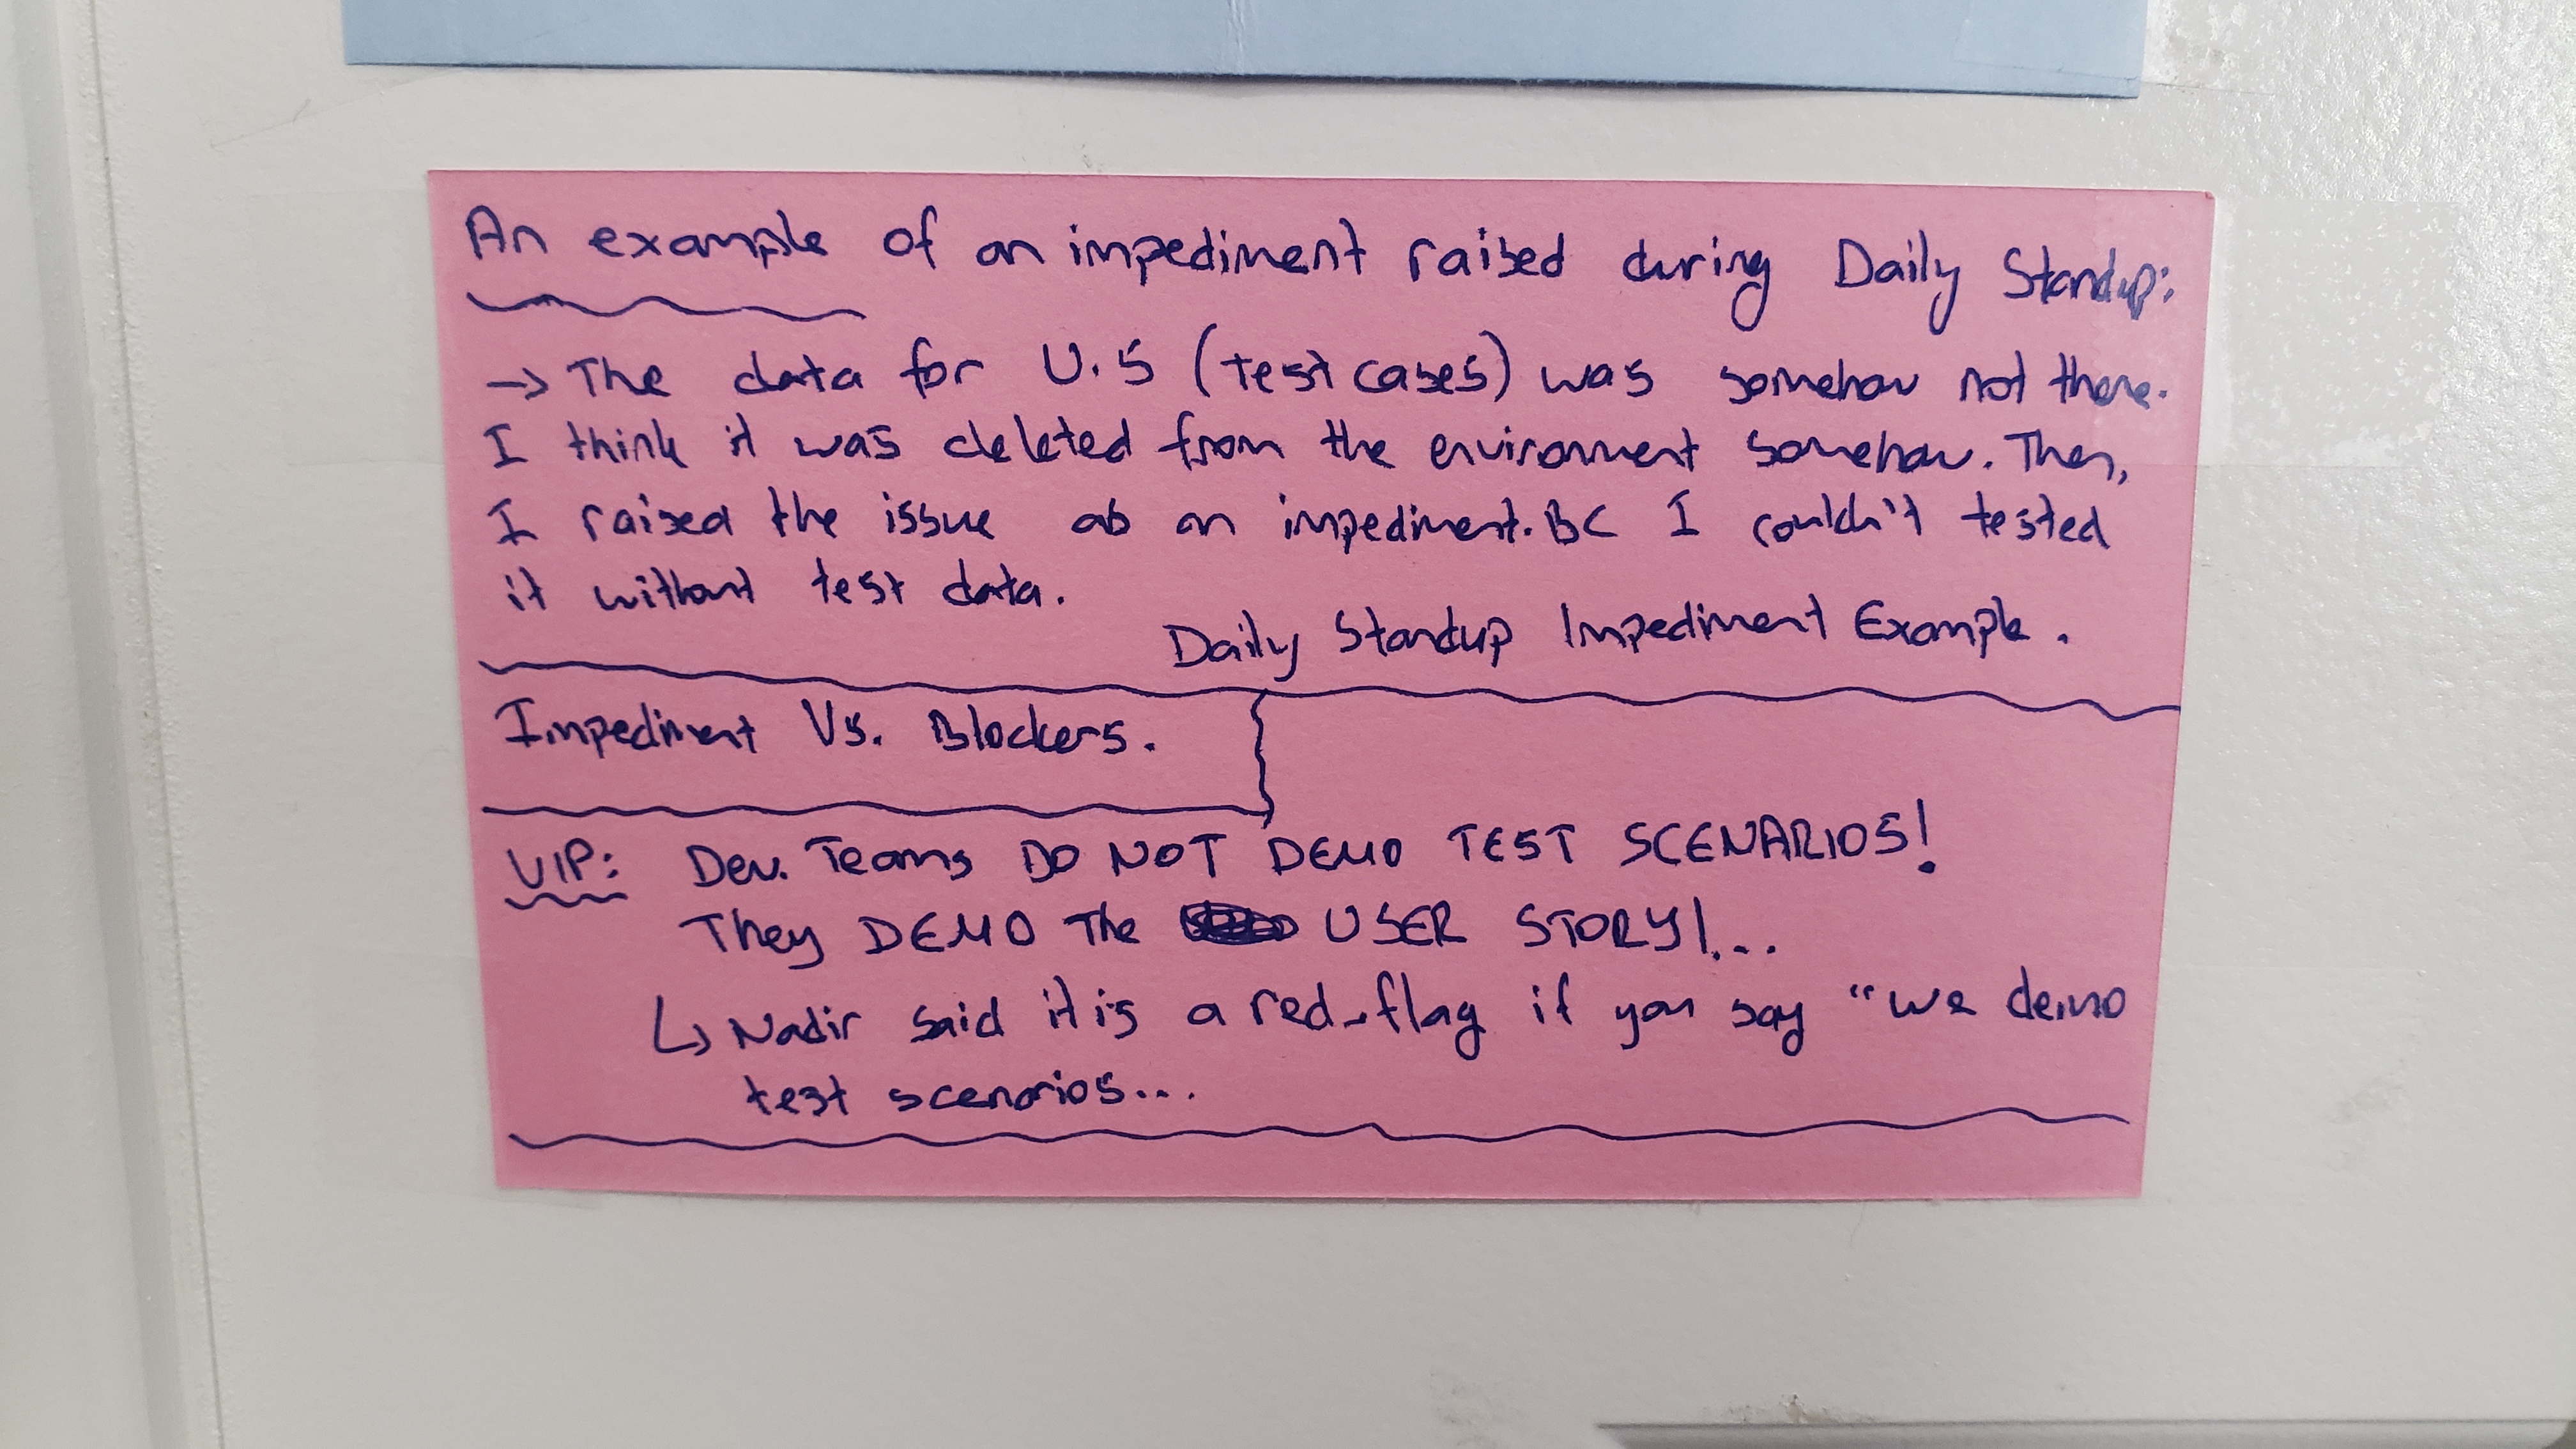 An example of an impediment raised during Daily Standup:
→ The data for U.S (test cases) was somehow not there.
I think it was deleted from the environment somehow. Then,
I raised the issue as an impediment. BC I couldn't tested
it without test data.
Daily Standup Impediment Example.
Impediment Vs. Blockers.
VIP: Dev. Teams DO NOT DEMO TEST SCENARIOS!
They DEMO The USER STORY!...
↳ Nadir said it is a red-flag if you say "we demo
test scenarios...